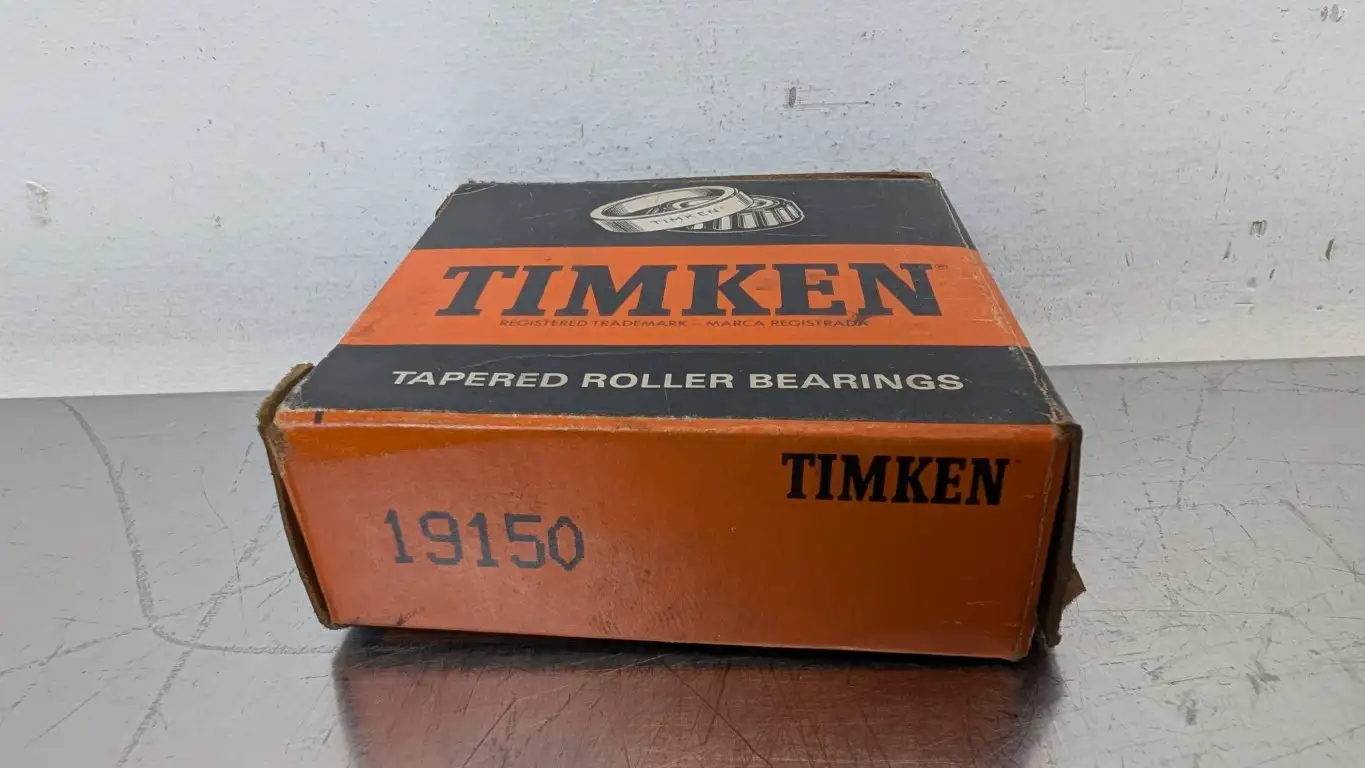 TIMKEN
TIMKEN®
REGISTERED TRADEMARK - MARCA REGISTRADA
TAPERED ROLLER BEARINGS
TIMKEN
19150